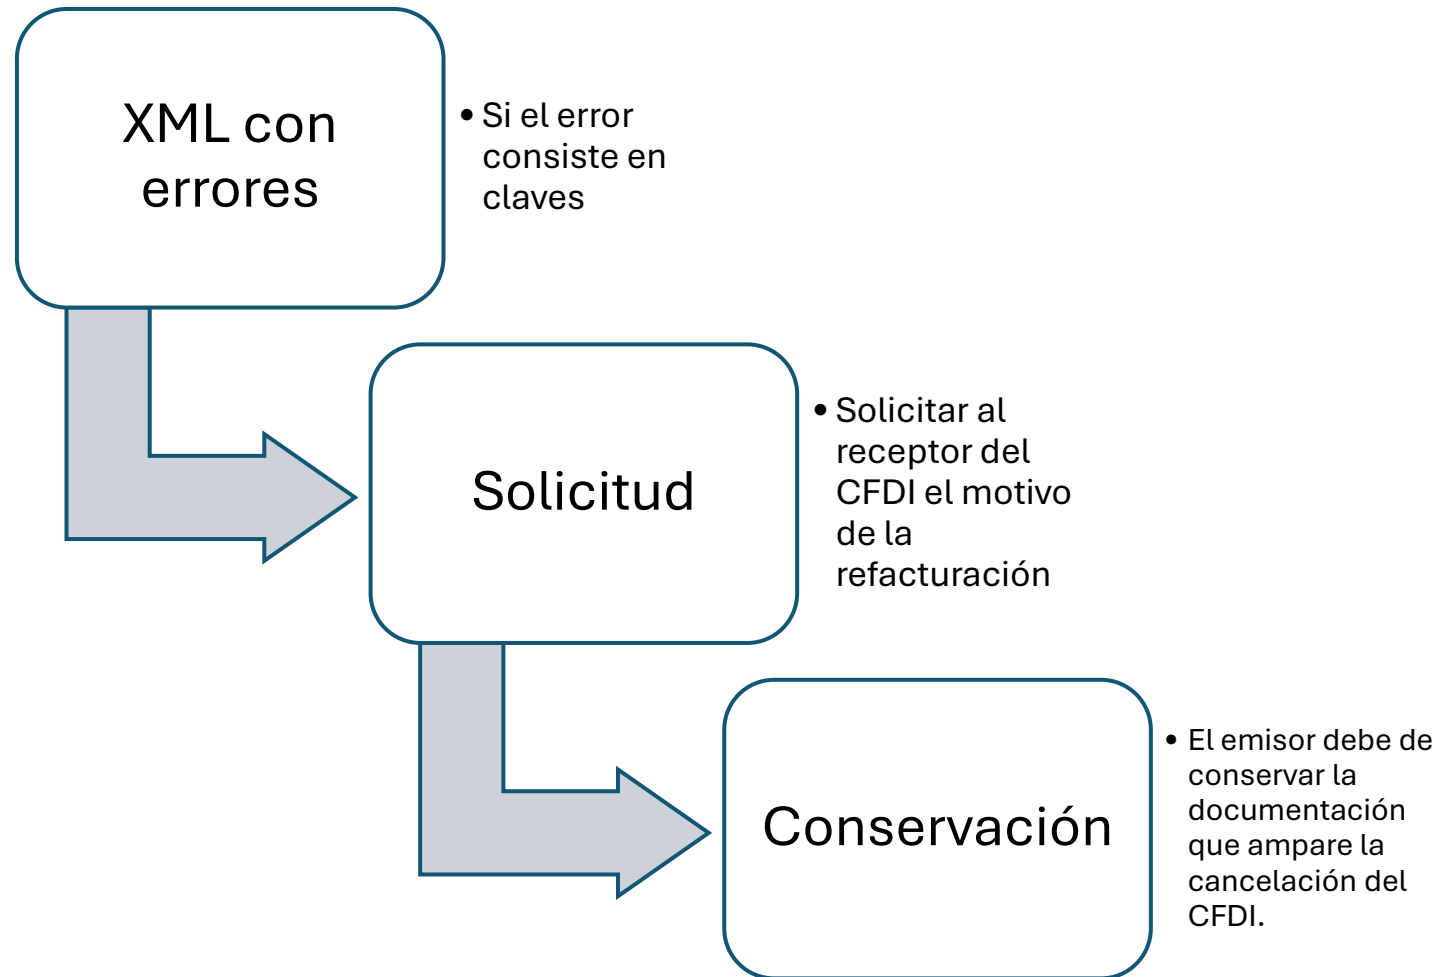 XML con
errores
• Si el error
consiste en
claves
Solicitud
• Solicitar al
receptor del
CFDI el motivo
de la
refacturación
Conservación
• El emisor debe de
conservar la
documentación
que ampare la
cancelación del
CFDI.